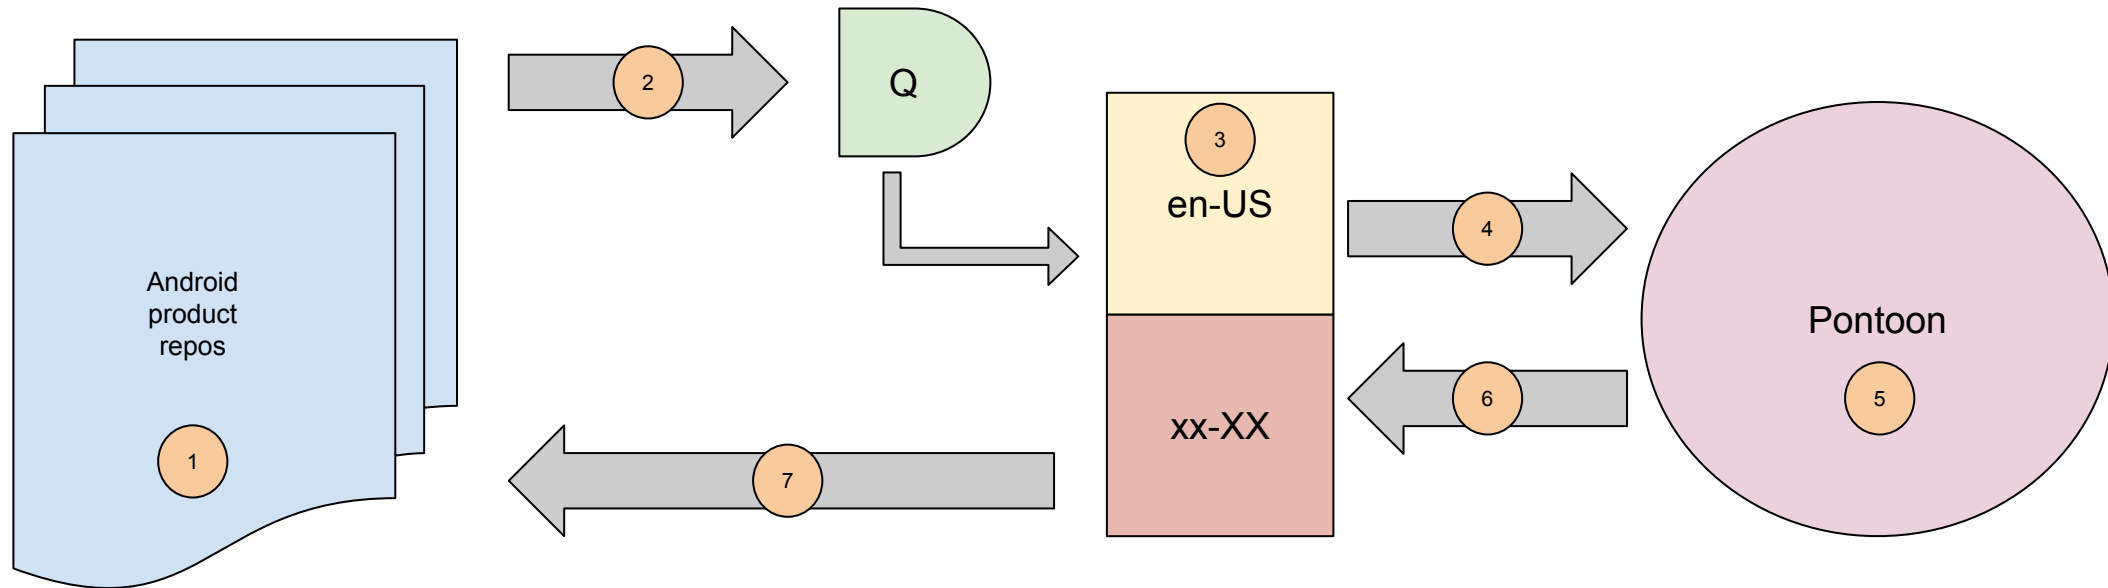 2
Q
3
en-US
4
Android
product
repos
Pontoon
6
5
xx-XX
1
7